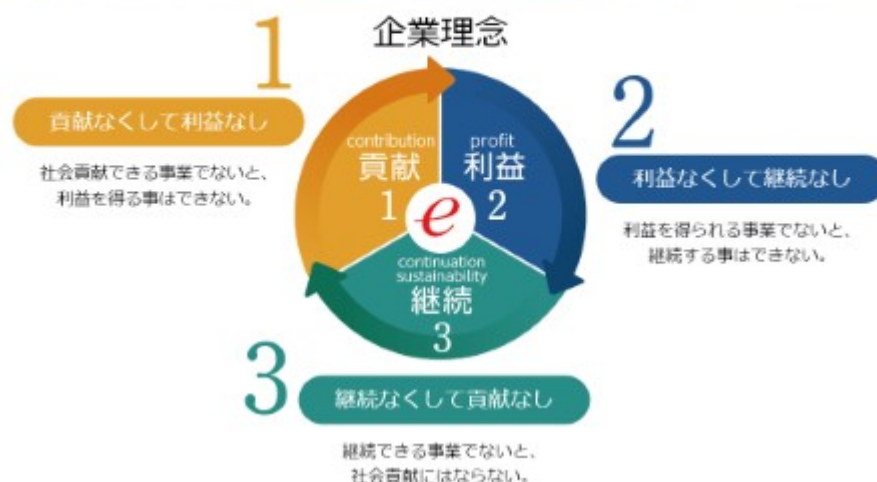 企業理念
1
貢献なくして利益なし
社会貢献できる事業でないと、
利益を得る事はできない。
contribution
貢献
1
profit
利益
2
e
continuation
sustainability
継続
3
2
利益なくして継続なし
利益を得られる事業でないと、
継続する事はできない。
3
継続なくして貢献なし
継続できる事業でないと、
社会貢献にはならない。